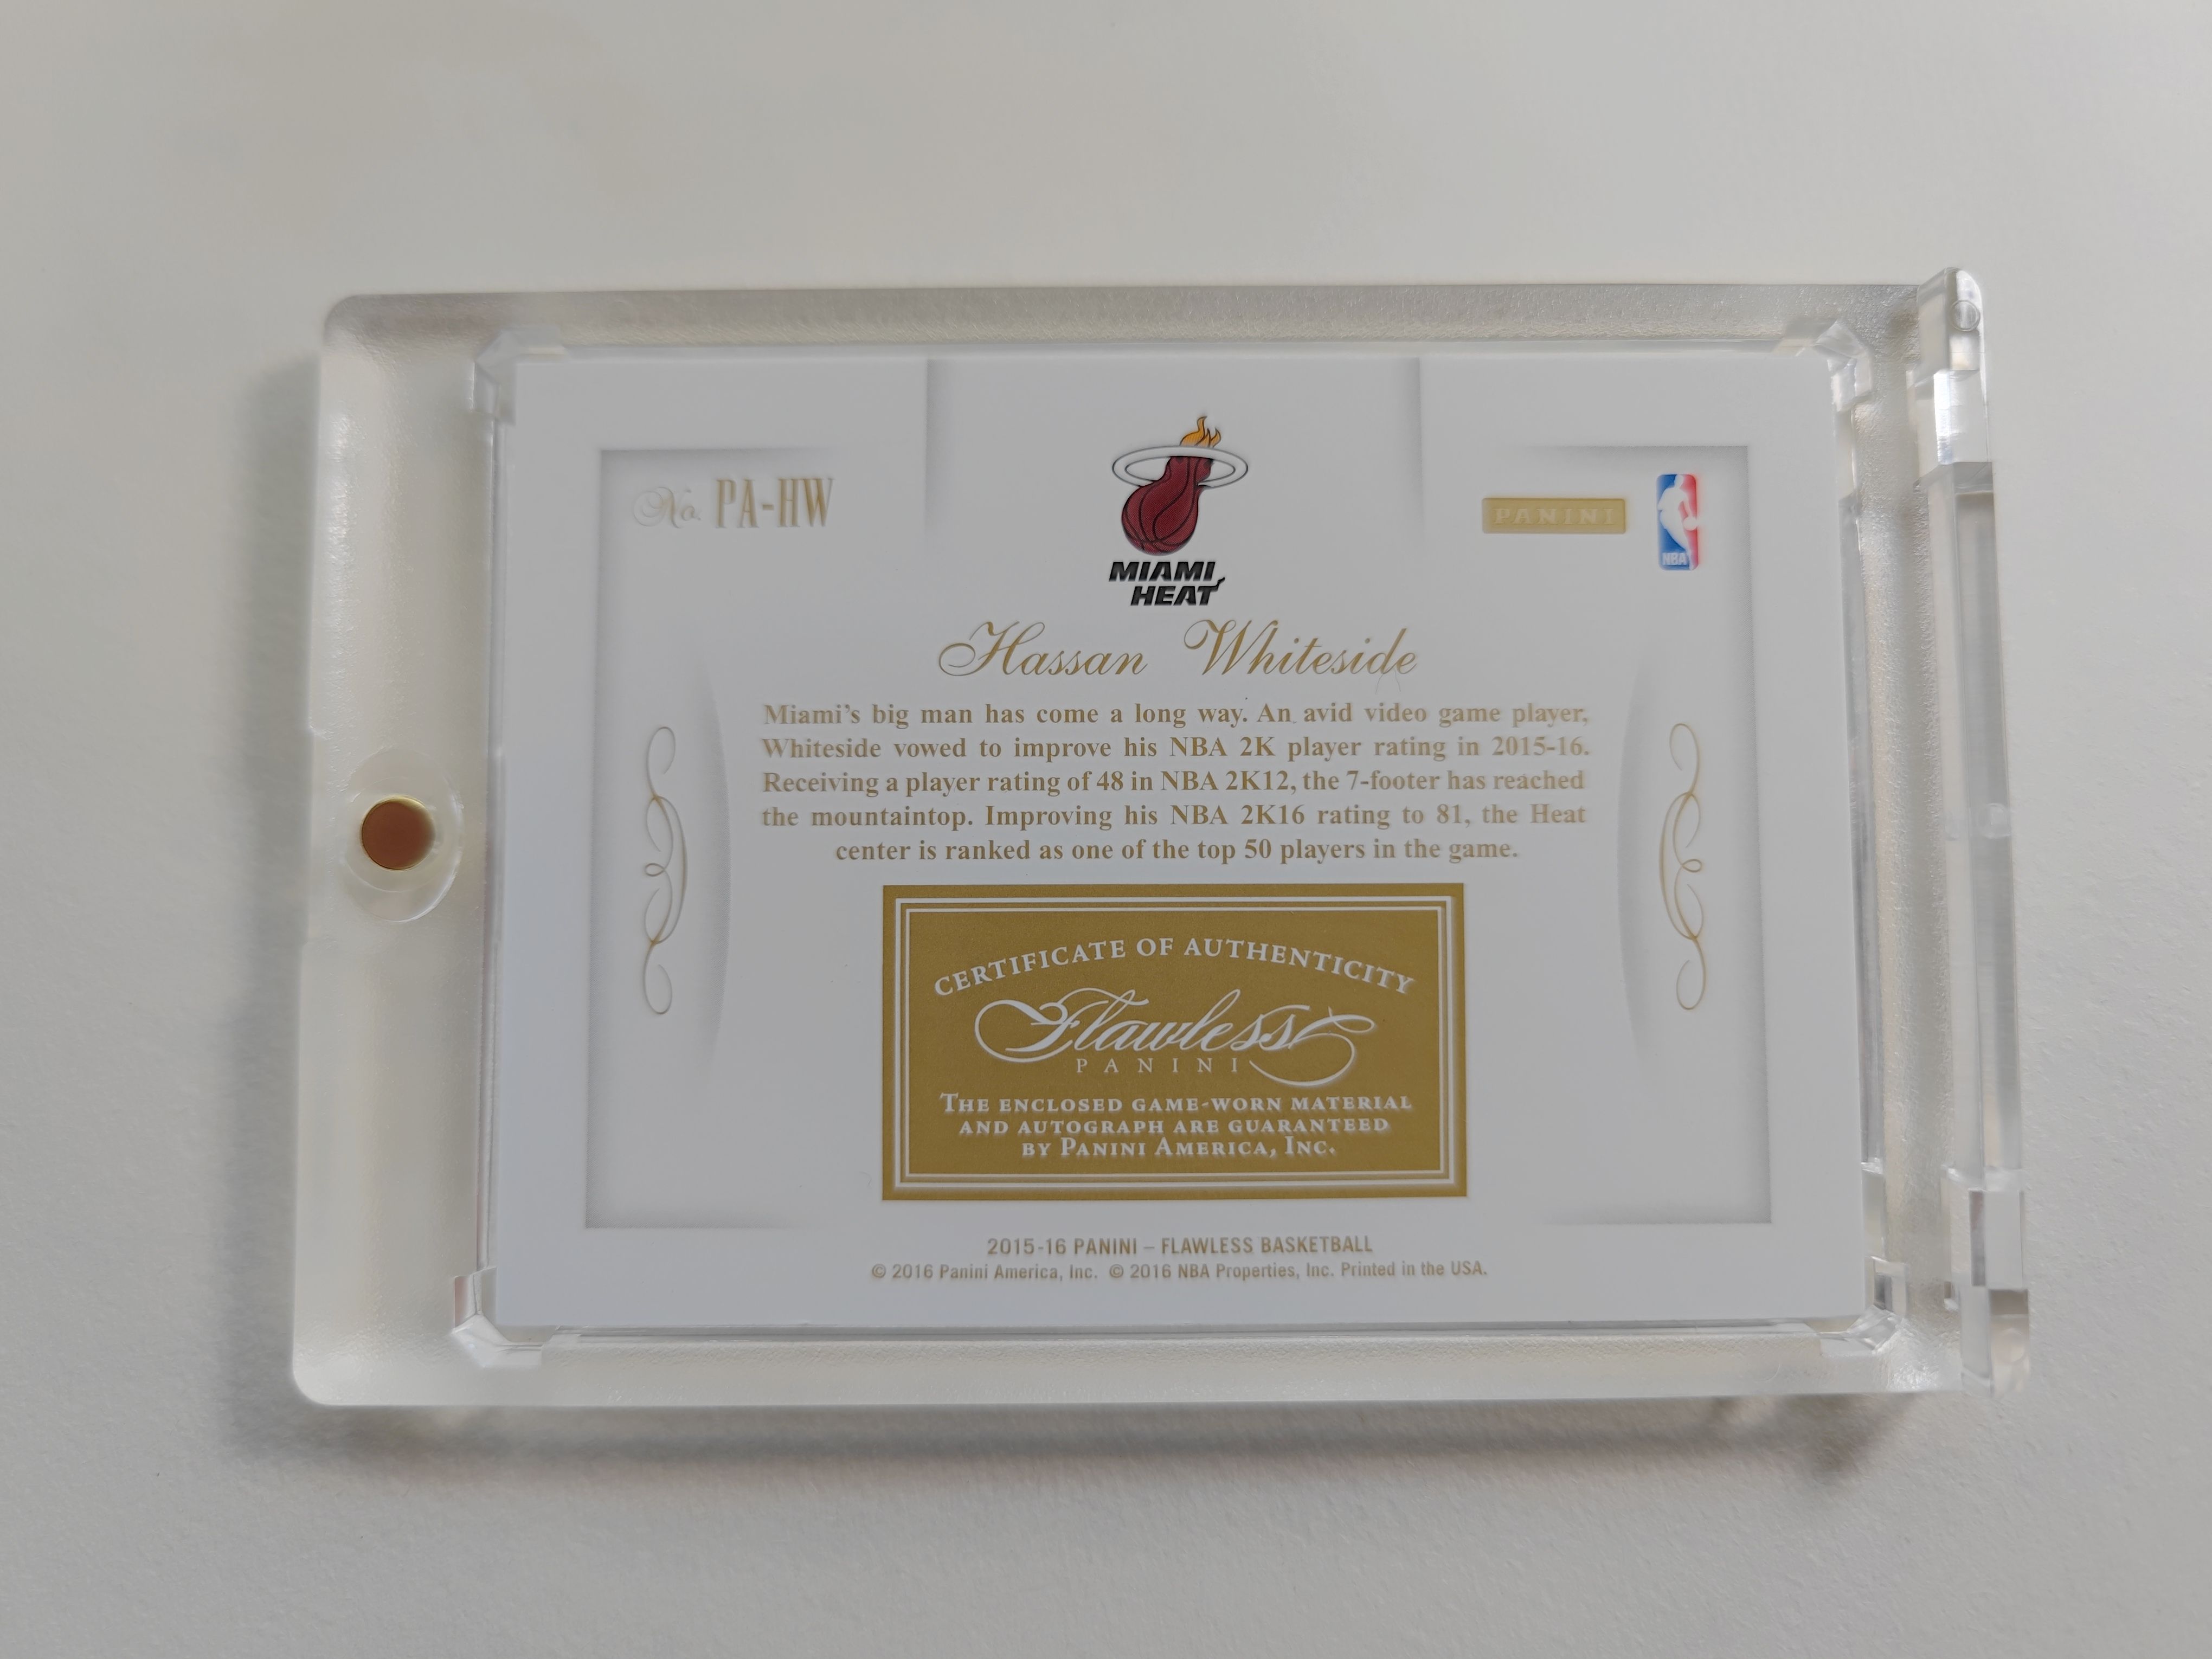 No. PA-HW
MIAMI
HEAT
PANINI
NBA
Hassan Whiteside
Miami's big man has come a long way. An avid video game player,
Whiteside vowed to improve his NBA 2K player rating in 2015-16.
Receiving a player rating of 48 in NBA 2K12, the 7-footer has reached
the mountaintop. Improving his NBA 2K16 rating to 81, the Heat
center is ranked as one of the top 50 players in the game.
CERTIFICATE OF AUTHENTICITY
Flawless
PANINI
THE ENCLOSED GAME-WORN MATERIAL
AND AUTOGRAPH ARE GUARANTEED
BY PANINI AMERICA, INC.
2015-16 PANINI – FLAWLESS BASKETBALL
© 2016 Panini America, Inc. © 2016 NBA Properties, Inc. Printed in the USA.